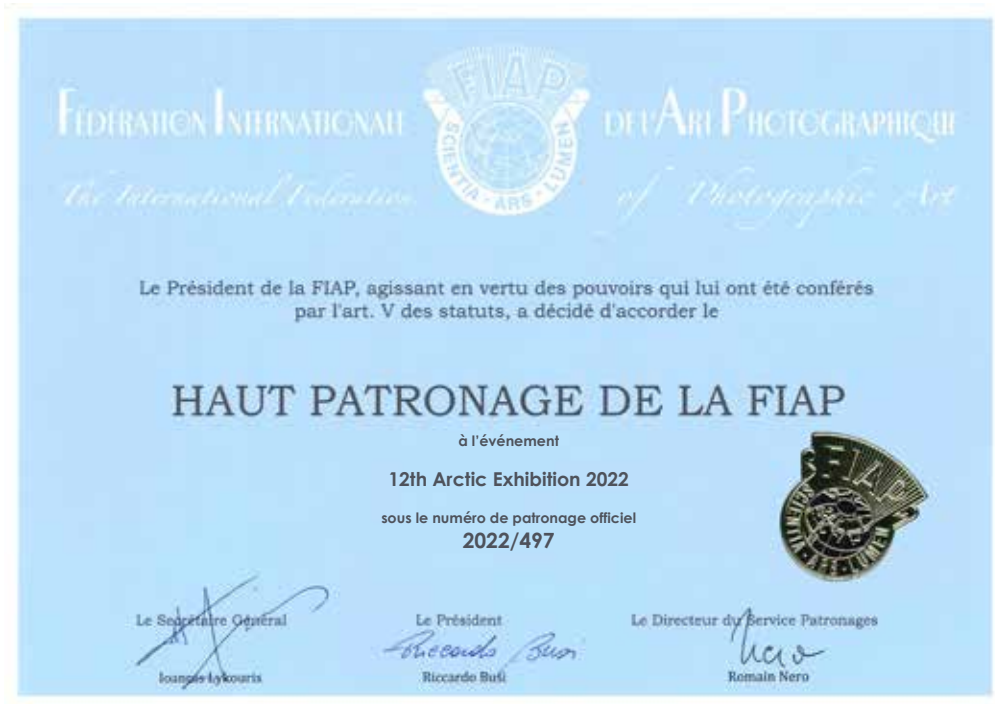 FÉDÉRATION INTERNATIONALE DE L'ART PHOTOGRAPHIQUE
FIAP
SCIENTIA - ARS - LUMEN
The International Federation of Photographic Art
Le Président de la FIAP, agissant en vertu des pouvoirs qui lui ont été conférés
par l'art. V des statuts, a décidé d'accorder le
HAUT PATRONAGE DE LA FIAP
à l'événement
12th Arctic Exhibition 2022
sous le numéro de patronage officiel
2022/497
FIAP
SCIENTIA - ARS - LUMEN
Le Secrétaire Général
Le Président
Le Directeur du Service Patronages
Riccardo Busi
Nero
Ioannis Lykouris
Riccardo Busi
Romain Nero